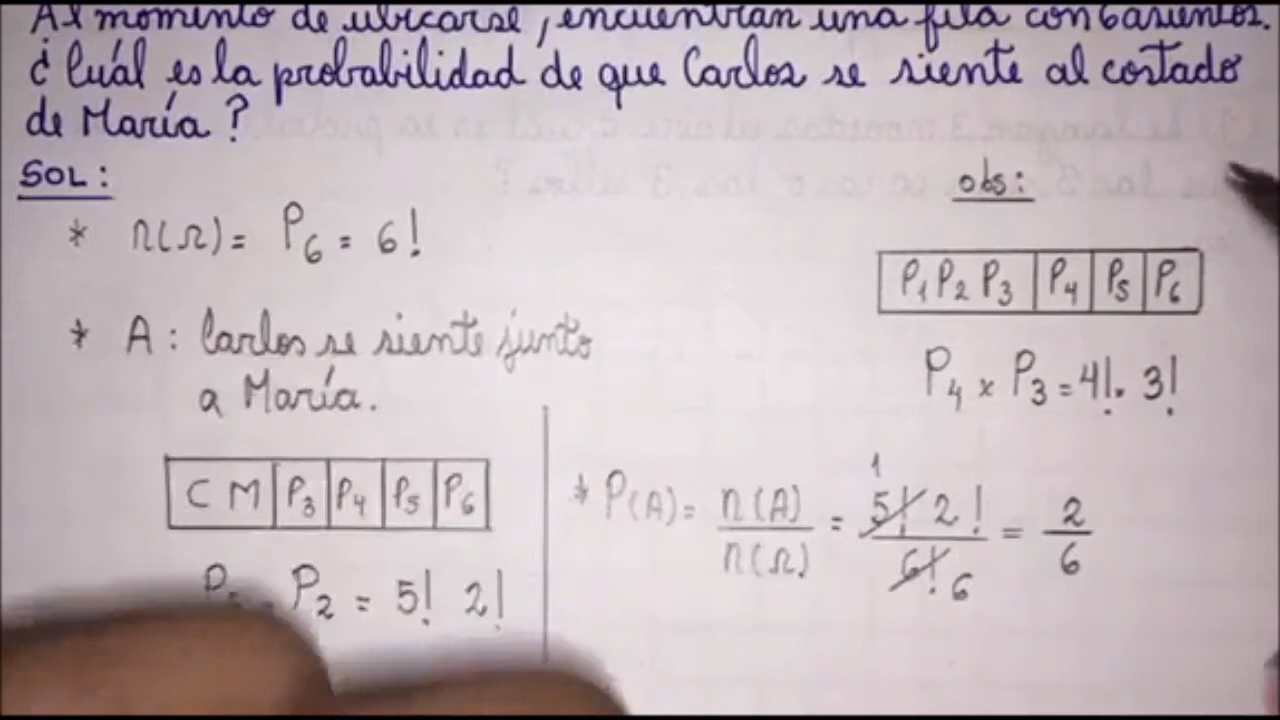 Al momento de ubicarse, encuentran una fila con 6 asientos.
¿Cuál es la probabilidad de que Carlos se siente al costado
de María?
SOL:
* n(Ω) = P6 = 6!
* A: Carlos se siente junto
a María.
C M P3 P4 P5 P6
P2 = 5! 2!
obs:
P1 P2 P3 P4 P5 P6
P4 x P3 = 4!. 3!
* P(A) = n(A)/n(Ω) = 5! 2!/6! = 2/6
1
6